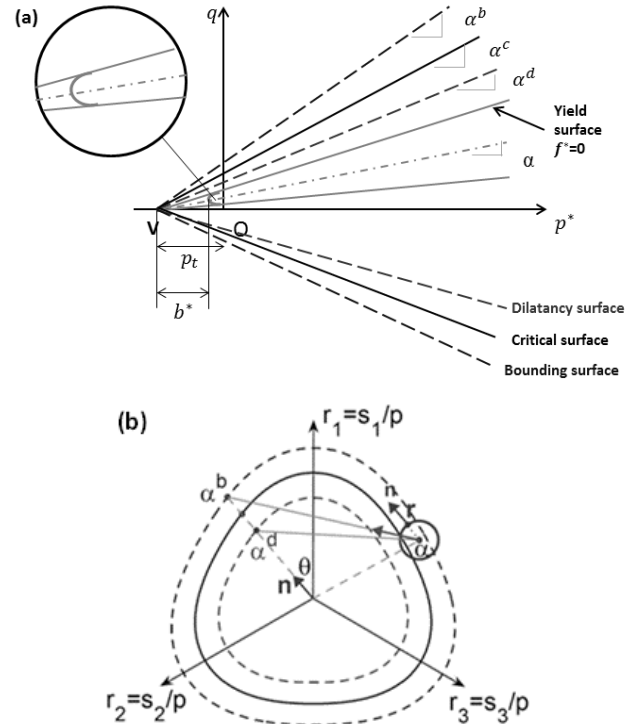 (a)
q
α^b
α^c
α^d
Yield
surface
f*=0
α
V
O
p*
p_t
b*
Dilatancy surface
Critical surface
Bounding surface
(b)
r_1=s_1/p
α^b
n
r
α
α^d
θ
n
r_2=s_2/p
r_3=s_3/p